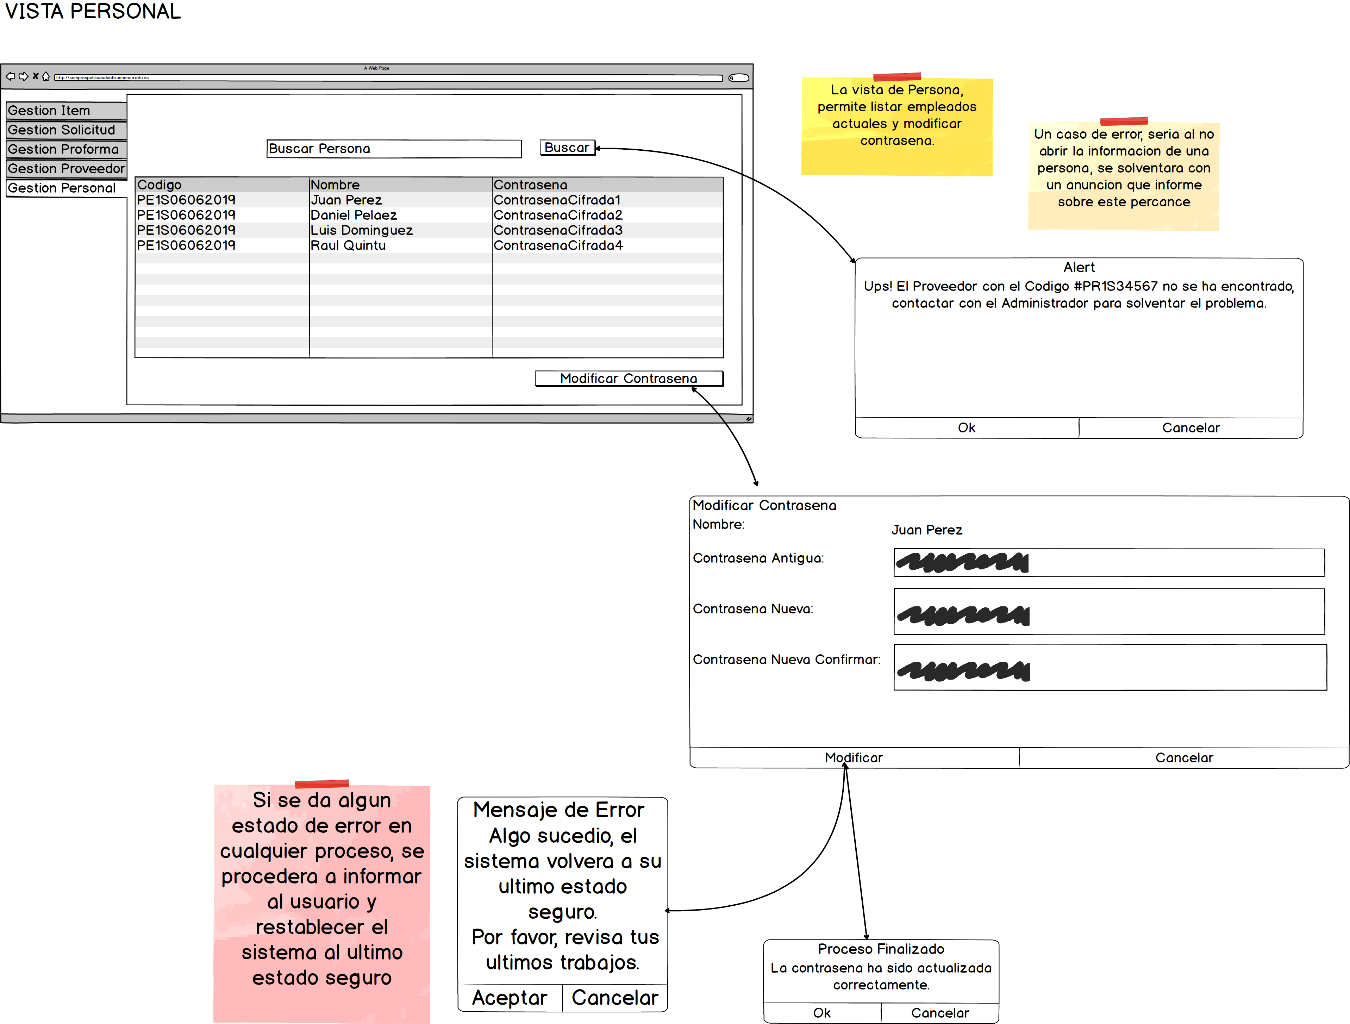 VISTA PERSONAL
A Web Page
Gestion Item
Gestion Solicitud
Gestion Proforma
Gestion Proveedor
Gestion Personal
Buscar Persona
Buscar
Codigo Nombre Contrasena
PE1S06062019 Juan Perez ContrasenaCifrada1
PE1S06062019 Daniel Pelaez ContrasenaCifrada2
PE1S06062019 Luis Dominguez ContrasenaCifrada3
PE1S06062019 Raul Quintu ContrasenaCifrada4
Modificar Contrasena
La vista de Persona,
permite listar empleados
actuales y modificar
contrasena.
Un caso de error, seria al no
abrir la informacion de una
persona, se solventara con
un anuncion que informe
sobre este percance
Alert
Ups! El Proveedor con el Codigo #PR1S34567 no se ha encontrado,
contactar con el Administrador para solventar el problema.
Ok Cancelar
Modificar Contrasena
Nombre: Juan Perez
Contrasena Antigua:
Contrasena Nueva:
Contrasena Nueva Confirmar:
Modificar Cancelar
Si se da algun
estado de error en
cualquier proceso, se
procedera a informar
al usuario y
restablecer el
sistema al ultimo
estado seguro
Mensaje de Error
Algo sucedio, el
sistema volvera a su
ultimo estado
seguro.
Por favor, revisa tus
ultimos trabajos.
Aceptar Cancelar
Proceso Finalizado
La contrasena ha sido actualizada
correctamente.
Ok Cancelar